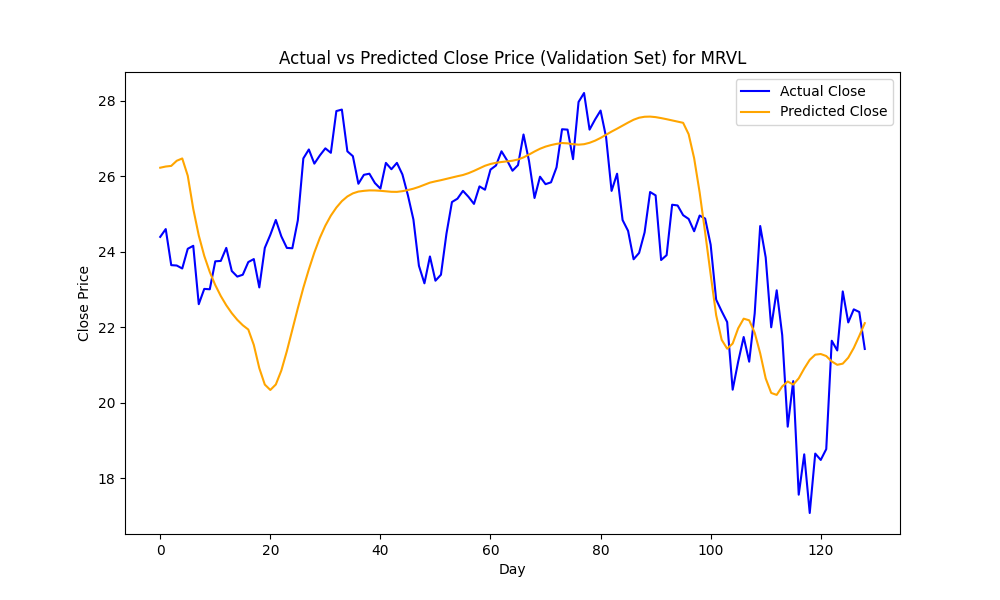 Actual vs Predicted Close Price (Validation Set) for MRVL
Actual Close
Predicted Close
Close Price
28
26
24
22
20
18
0 20 40 60 80 100 120
Day